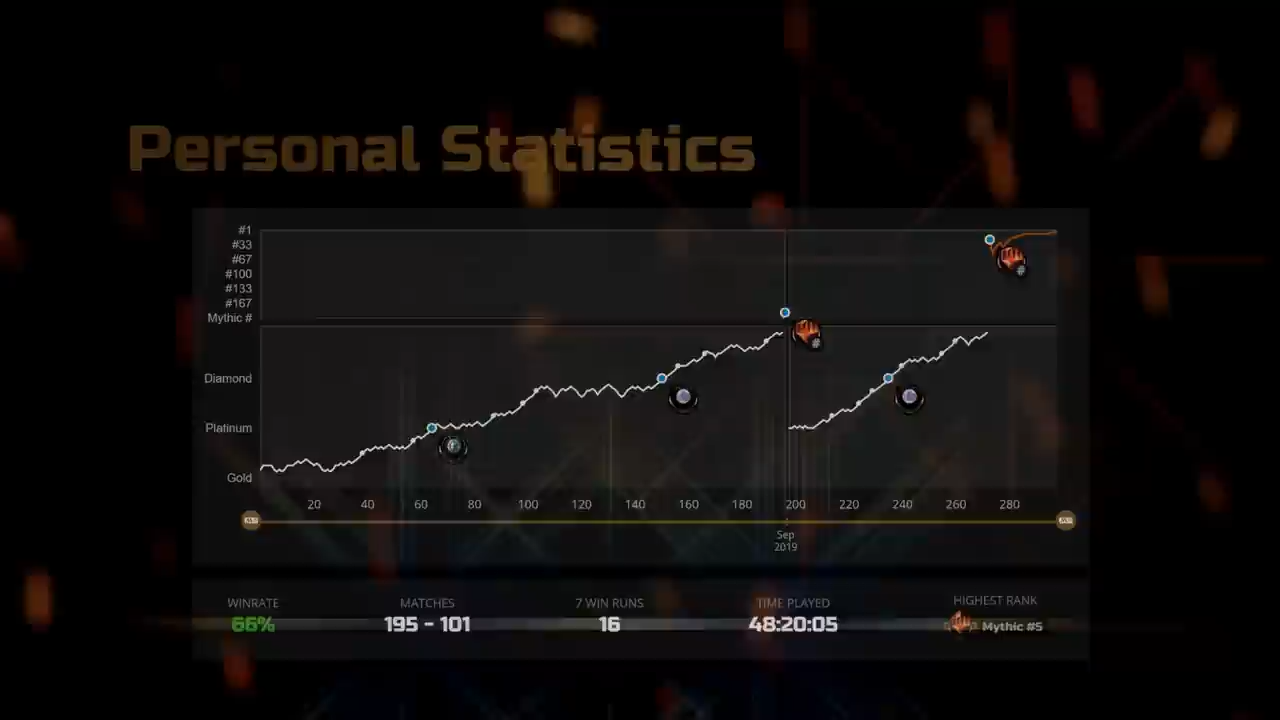 Personal Statistics
#1
#33
#67
#100
#133
#167
Mythic #
Diamond
Platinum
Gold
20 40 60 80 100 120 140 160 180 200 220 240 260 280
Sep
2019
WINRATE MATCHES 7 WIN RUNS TIME PLAYED HIGHEST RANK
66% 195 - 101 16 48:20:05 Mythic #5